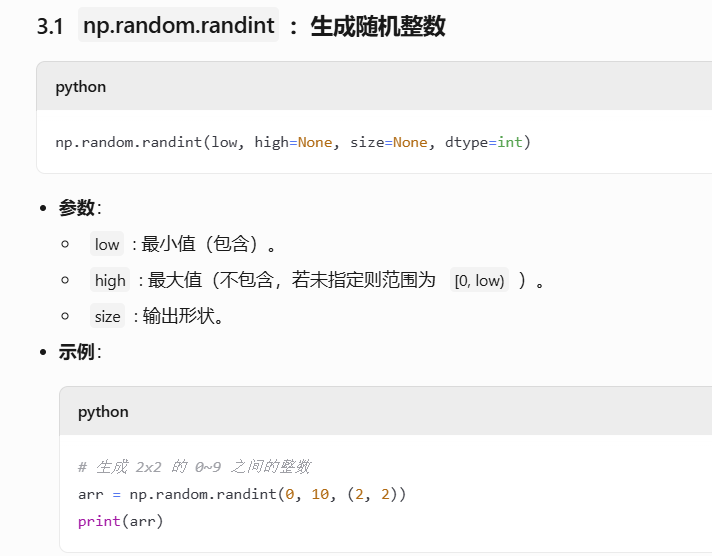 3.1 np.random.randint ：生成随机整数
python
np.random.randint(low, high=None, size=None, dtype=int)
参数：
low ：最小值（包含）。
high ：最大值（不包含，若未指定则范围为 [0, low) ）。
size ：输出形状。
示例：
python
# 生成 2x2 的 0~9 之间的整数
arr = np.random.randint(0, 10, (2, 2))
print(arr)